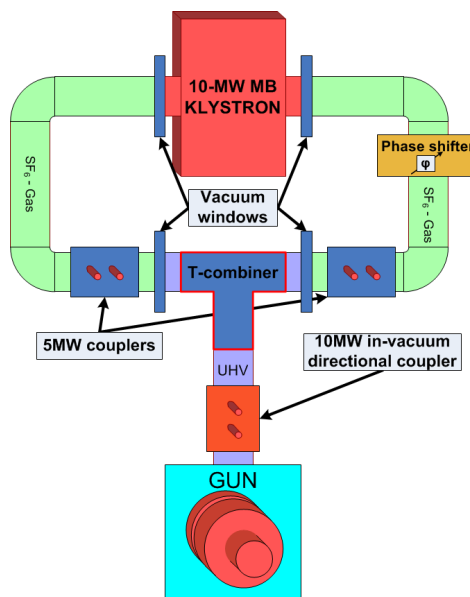 10-MW MB
KLYSTRON
Phase shifter
φ
SF6 - Gas
SF6 - Gas
Vacuum
windows
T-combiner
5MW couplers
10MW in-vacuum
directional coupler
UHV
GUN